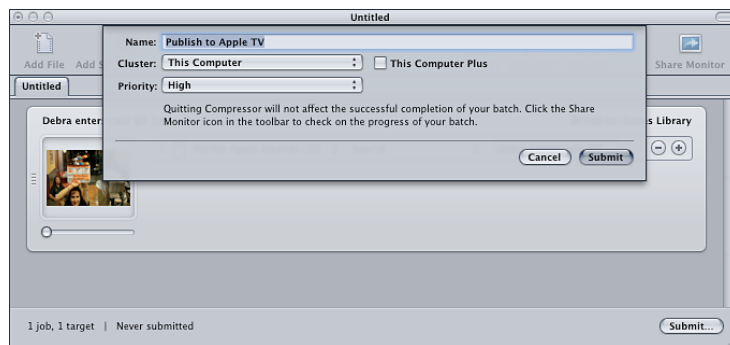 Untitled
Name: Publish to Apple TV
Add File Add S
Cluster: This Computer This Computer Plus
Share Monitor
Untitled
Priority: High
Quitting Compressor will not affect the successful completion of your batch. Click the Share
Monitor icon in the toolbar to check on the progress of your batch.
Debra enter
s Library
Cancel Submit
1 job, 1 target | Never submitted
Submit...